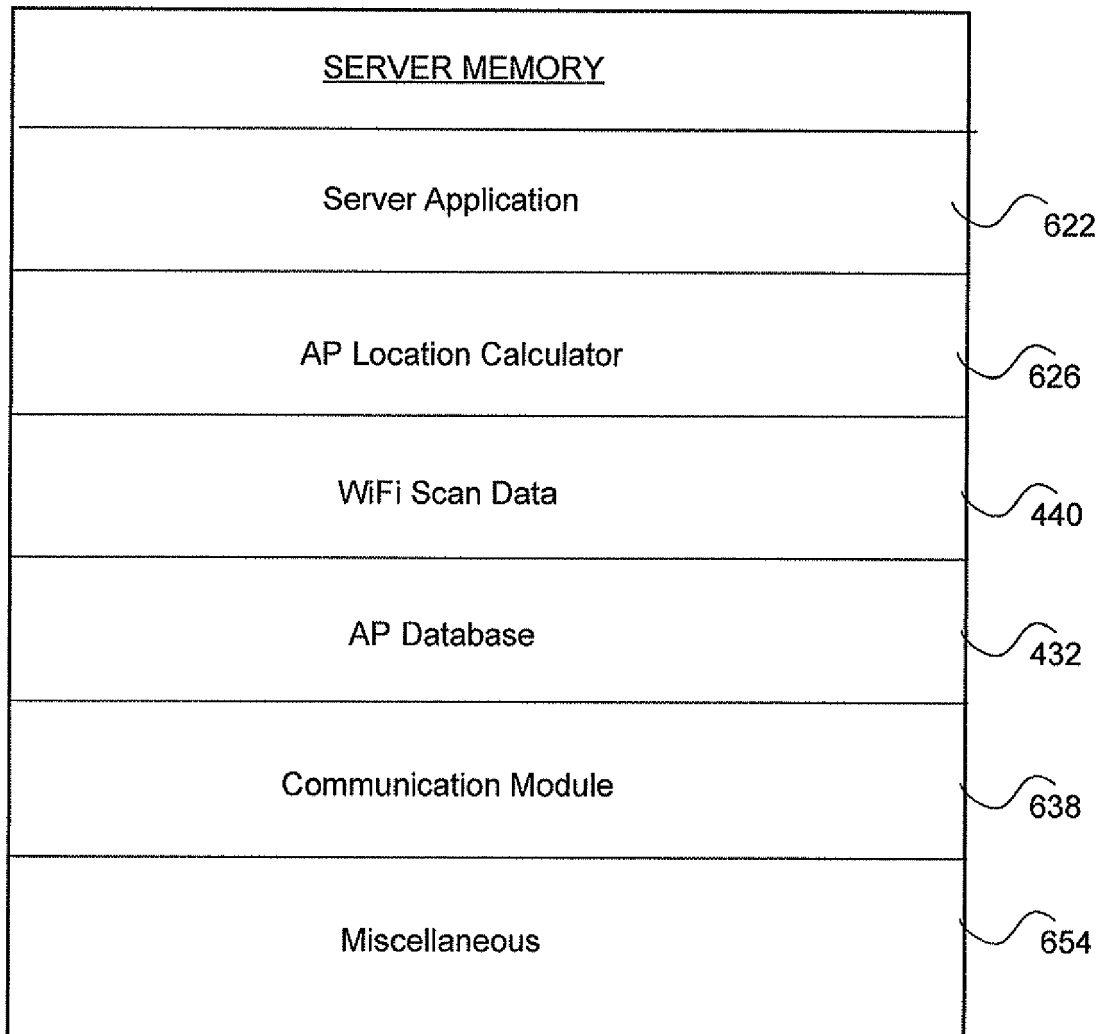 SERVER MEMORY
Server Application
622
AP Location Calculator
626
WiFi Scan Data
440
AP Database
432
Communication Module
638
Miscellaneous
654